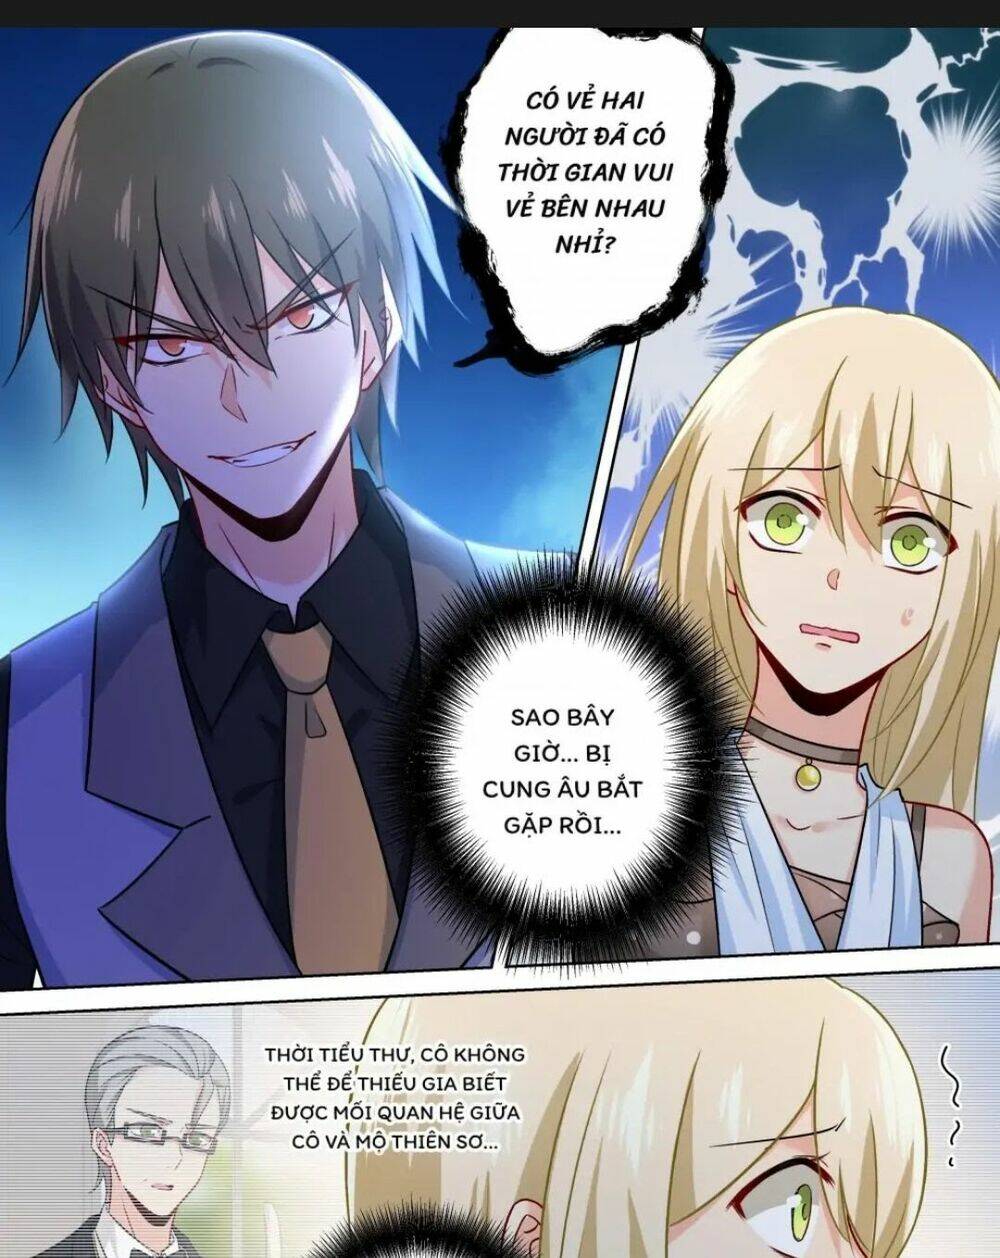 CÓ VẺ HAI
NGƯỜI ĐÃ CÓ
THỜI GIAN VUI
VẺ BÊN NHAU
NHỈ?
SAO BÂY
GIỜ... BỊ
CUNG ÂU BẮT
GẶP RỒI...
THỜI TIỂU THƯ, CÔ KHÔNG
THỂ ĐỂ THIẾU GIA BIẾT
ĐƯỢC MỐI QUAN HỆ GIỮA
CÔ VÀ MỘ THIÊN SƠ...